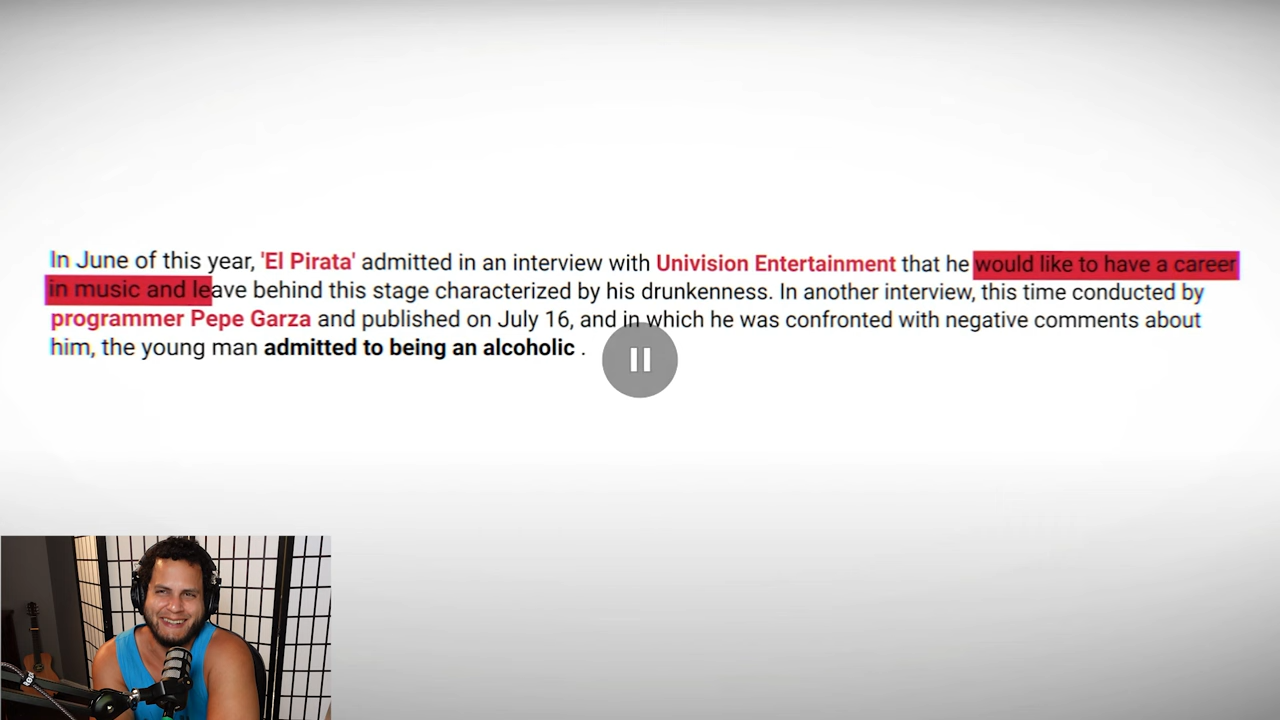 In June of this year, 'El Pirata' admitted in an interview with Univision Entertainment that he would like to have a career
in music and leave behind this stage characterized by his drunkenness. In another interview, this time conducted by
programmer Pepe Garza and published on July 16, and in which he was confronted with negative comments about
him, the young man admitted to being an alcoholic .